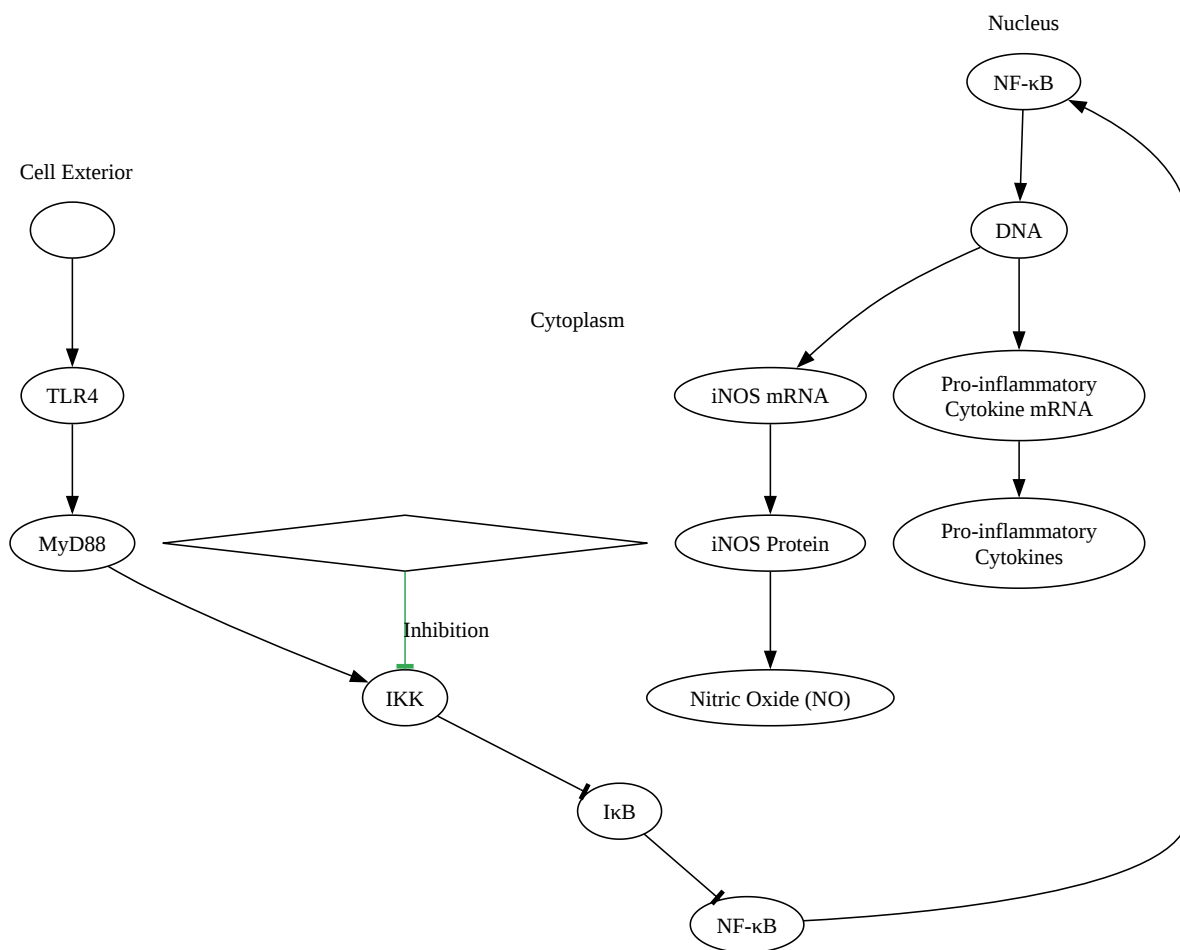 Nucleus
NF-κB
Cell Exterior
DNA
Cytoplasm
TLR4
iNOS mRNA
Pro-inflammatory
Cytokine mRNA
MyD88
iNOS Protein
Pro-inflammatory
Cytokines
Inhibition
IKK
Nitric Oxide (NO)
IκB
NF-κB